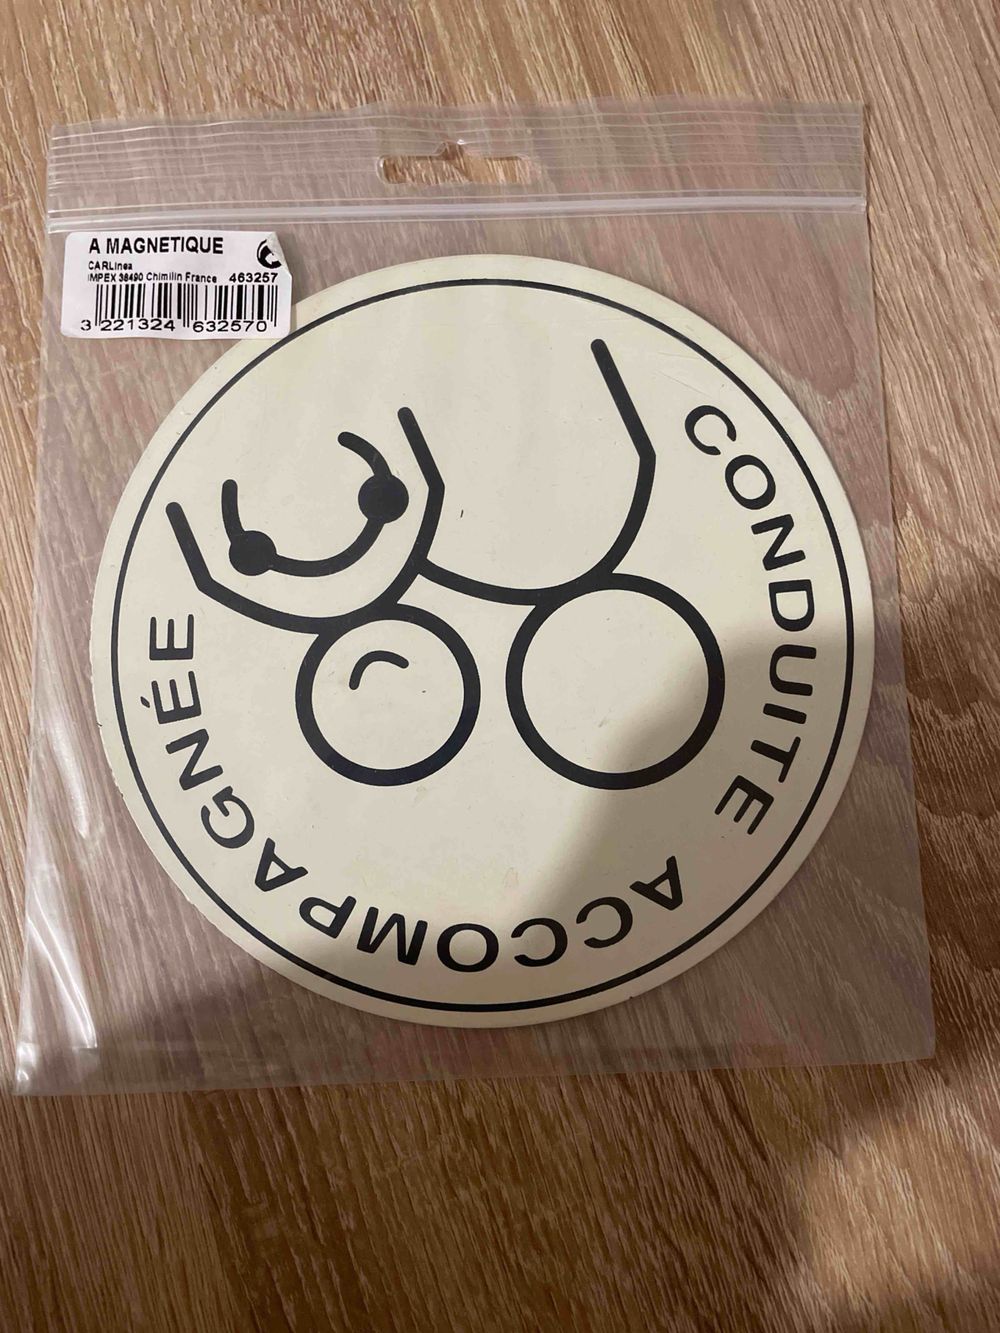 A MAGNETIQUE
CARLinea
IMPEX 38490 Chimilin France 463257
3 221324 632570
CONDUITE ACCOMPAGNÉE